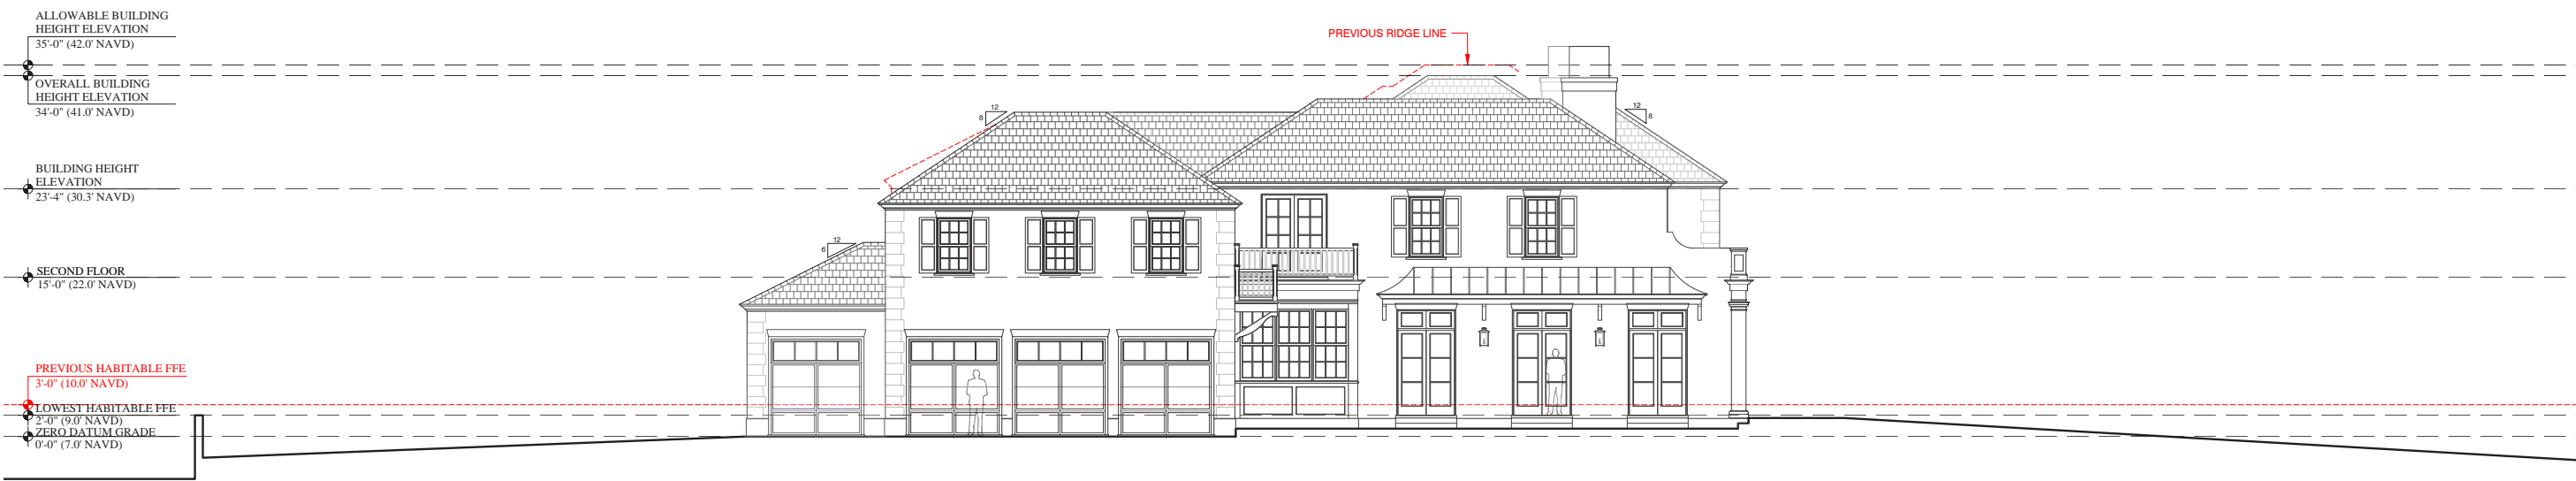 ALLOWABLE BUILDING
HEIGHT ELEVATION
35'-0" (42.0' NAVD)
OVERALL BUILDING
HEIGHT ELEVATION
34'-0" (41.0' NAVD)
BUILDING HEIGHT
ELEVATION
23'-4" (30.3' NAVD)
SECOND FLOOR
15'-0" (22.0' NAVD)
PREVIOUS HABITABLE FFE
3'-0" (10.0' NAVD)
LOWEST HABITABLE FFE
2'-0" (9.0' NAVD)
ZERO DATUM GRADE
0'-0" (7.0' NAVD)
PREVIOUS RIDGE LINE
12
8
12
8
12
6